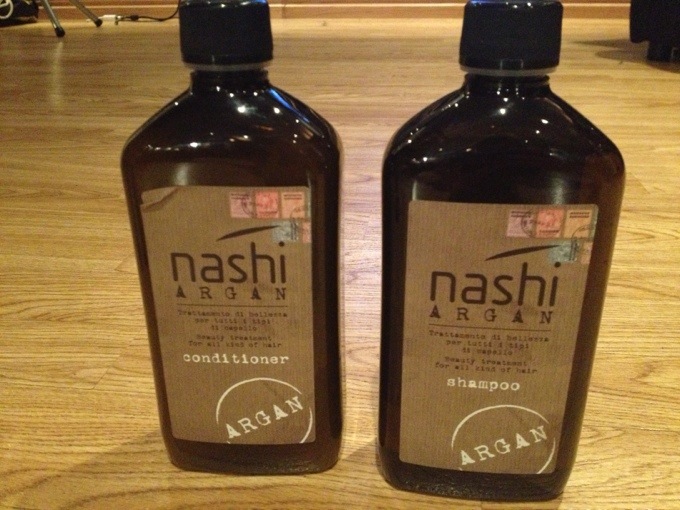 nashi
ARGAN
Trattamento di bellezza
per tutti i tipi
di capello
Beauty treatment
for all kind of hair
conditioner
ARGAN
nashi
ARGAN
Trattamento di bellezza
per tutti i tipi
di capello
Beauty treatment
for all kind of hair
shampoo
ARGAN